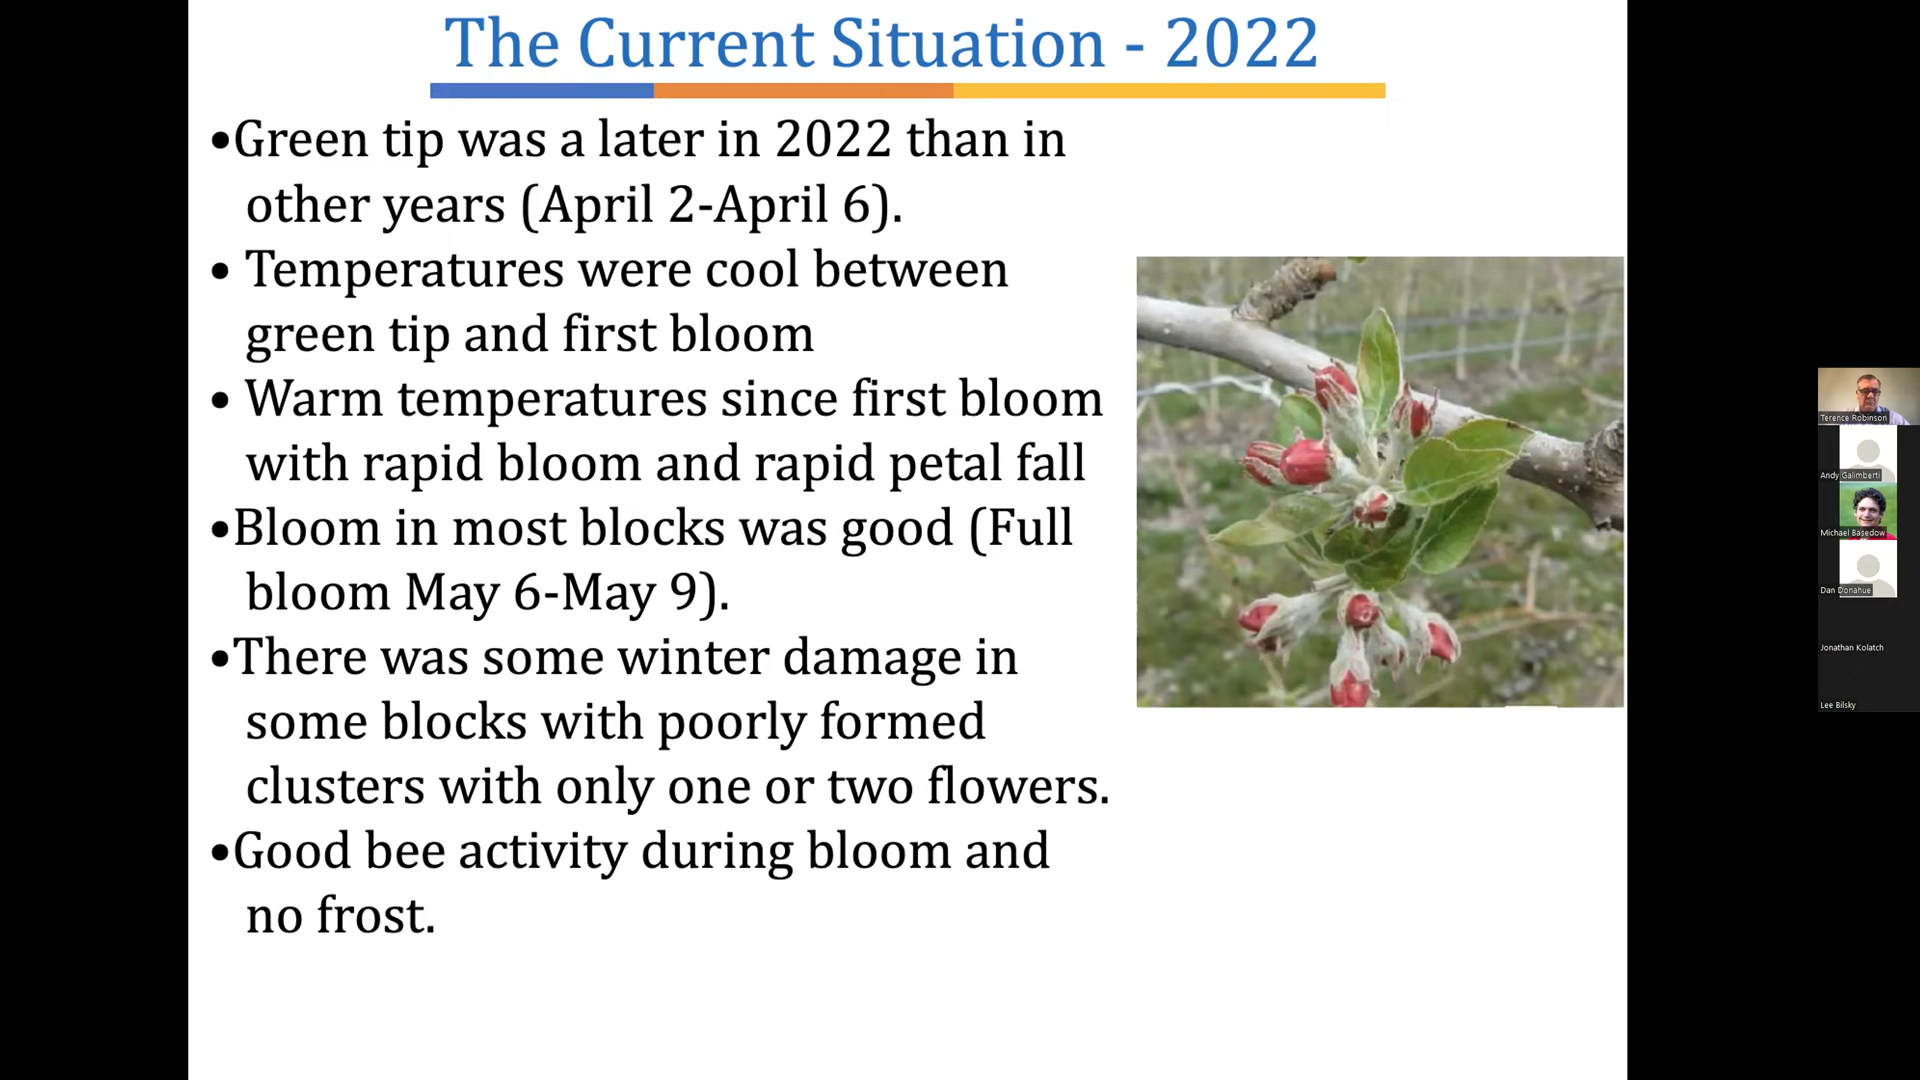 The Current Situation - 2022
•Green tip was a later in 2022 than in
other years (April 2-April 6).
• Temperatures were cool between
green tip and first bloom
• Warm temperatures since first bloom
with rapid bloom and rapid petal fall
•Bloom in most blocks was good (Full
bloom May 6-May 9).
•There was some winter damage in
some blocks with poorly formed
clusters with only one or two flowers.
•Good bee activity during bloom and
no frost.
Terence Robinson
Andy Galimberti
Michael Basedow
Dan Donahue
Jonathan Kolatch
Lee Bilsky